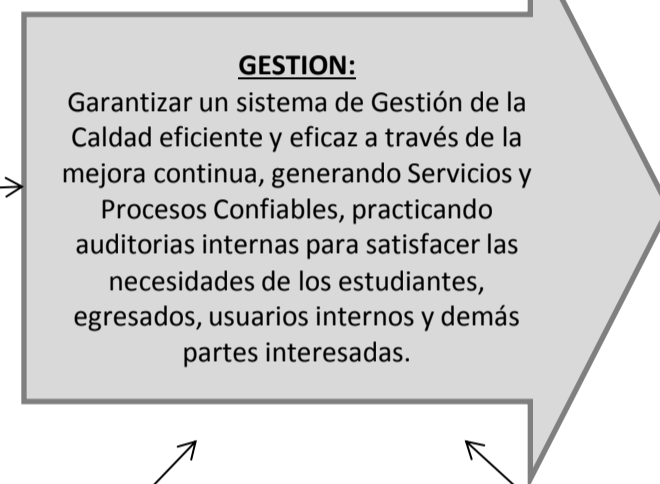 GESTION:
Garantizar un sistema de Gestión de la
Caldad eficiente y eficaz a través de la
mejora continua, generando Servicios y
Procesos Confiables, practicando
auditorias internas para satisfacer las
necesidades de los estudiantes,
egresados, usuarios internos y demás
partes interesadas.